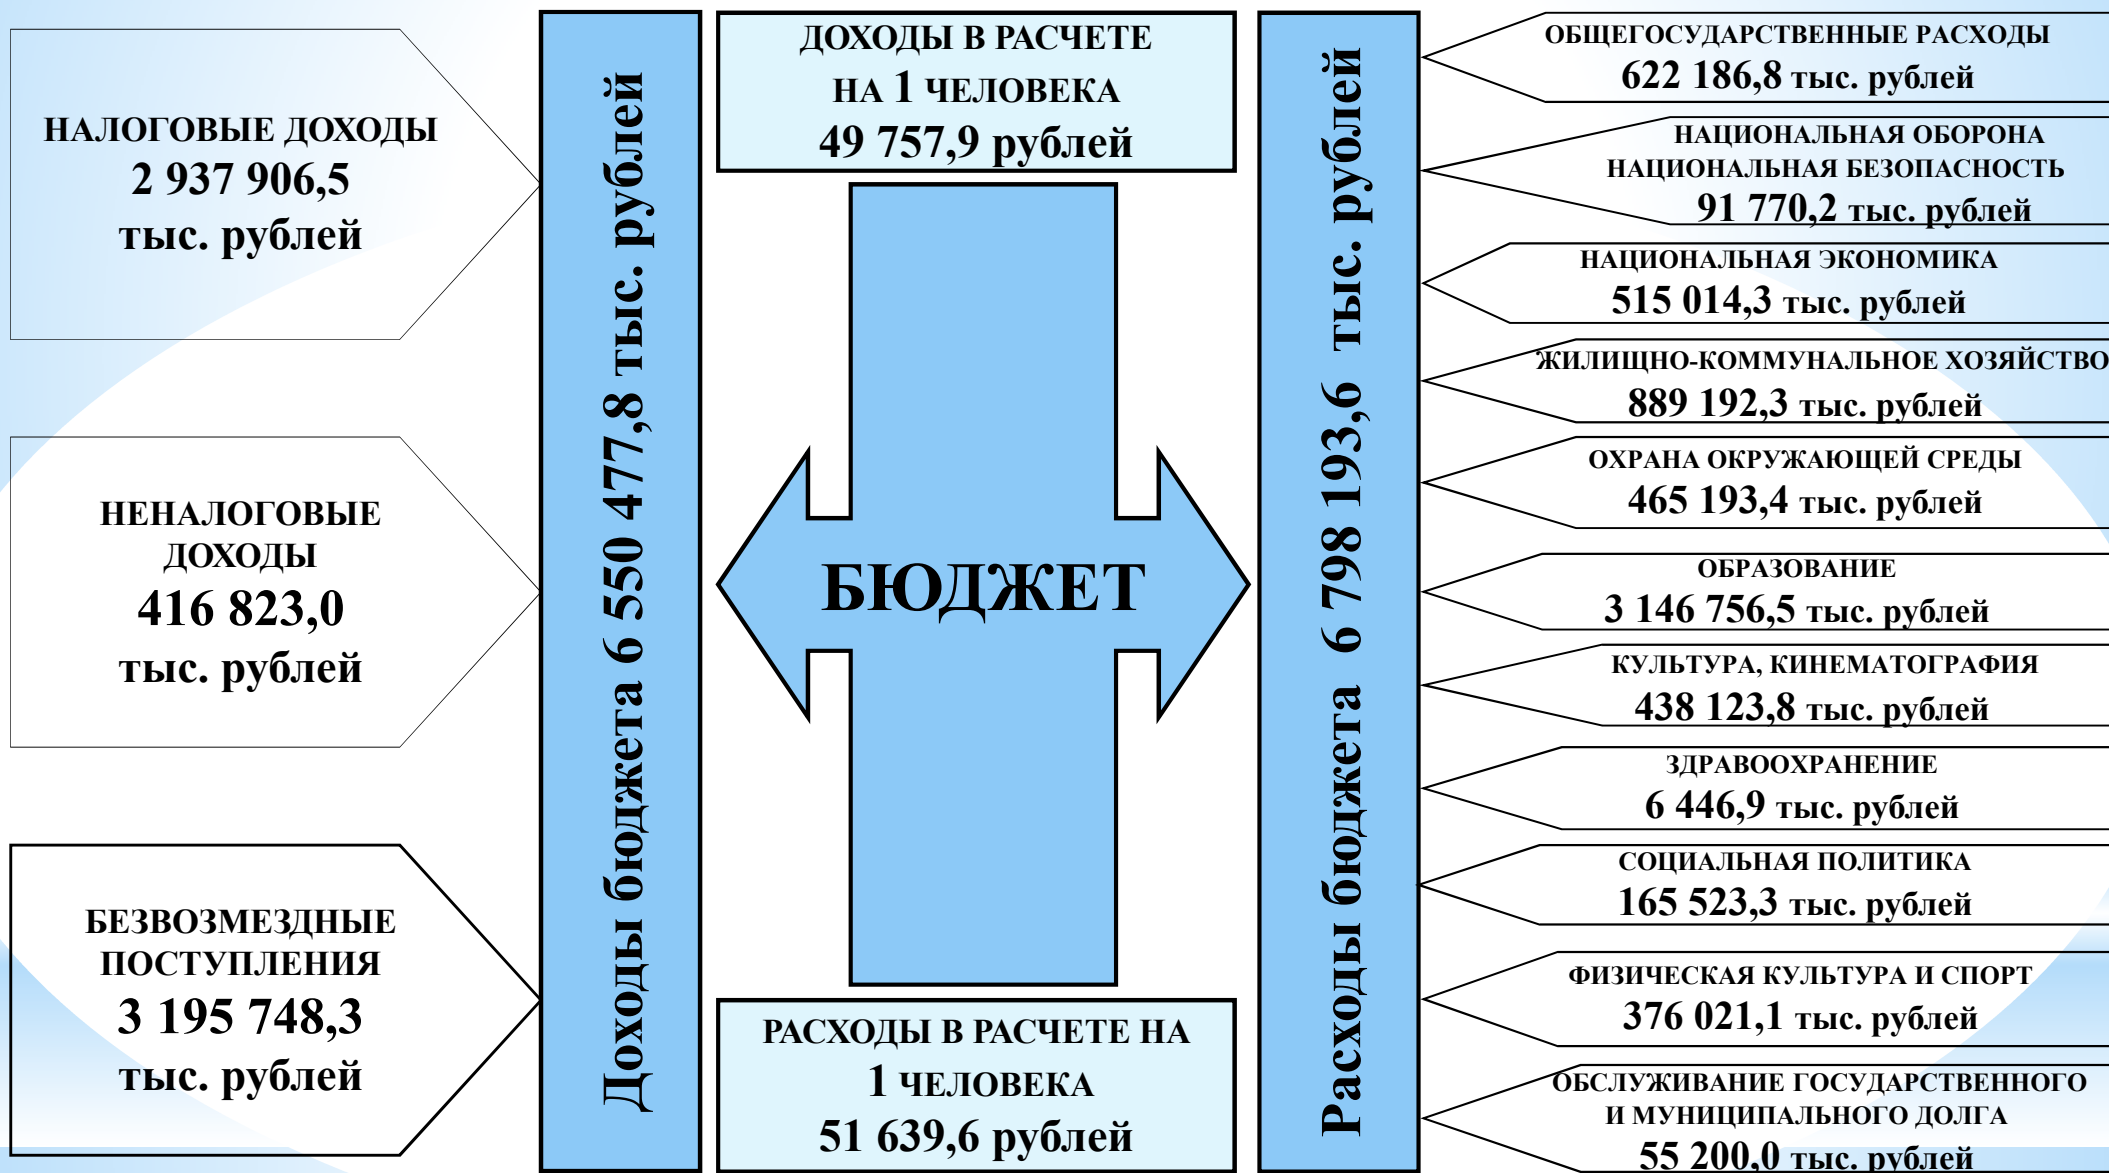 НАЛОГОВЫЕ ДОХОДЫ
2 937 906,5
тыс. рублей
НЕНАЛОГОВЫЕ
ДОХОДЫ
416 823,0
тыс. рублей
БЕЗВОЗМЕЗДНЫЕ
ПОСТУПЛЕНИЯ
3 195 748,3
тыс. рублей
Доходы бюджета 6 550 477,8 тыс. рублей
ДОХОДЫ В РАСЧЕТЕ
НА 1 ЧЕЛОВЕКА
49 757,9 рублей
БЮДЖЕТ
РАСХОДЫ В РАСЧЕТЕ НА
1 ЧЕЛОВЕКА
51 639,6 рублей
Расходы бюджета 6 798 193,6 тыс. рублей
ОБЩЕГОСУДАРСТВЕННЫЕ РАСХОДЫ
622 186,8 тыс. рублей
НАЦИОНАЛЬНАЯ ОБОРОНА
НАЦИОНАЛЬНАЯ БЕЗОПАСНОСТЬ
91 770,2 тыс. рублей
НАЦИОНАЛЬНАЯ ЭКОНОМИКА
515 014,3 тыс. рублей
ЖИЛИЩНО-КОММУНАЛЬНОЕ ХОЗЯЙСТВО
889 192,3 тыс. рублей
ОХРАНА ОКРУЖАЮЩЕЙ СРЕДЫ
465 193,4 тыс. рублей
ОБРАЗОВАНИЕ
3 146 756,5 тыс. рублей
КУЛЬТУРА, КИНЕМАТОГРАФИЯ
438 123,8 тыс. рублей
ЗДРАВООХРАНЕНИЕ
6 446,9 тыс. рублей
СОЦИАЛЬНАЯ ПОЛИТИКА
165 523,3 тыс. рублей
ФИЗИЧЕСКАЯ КУЛЬТУРА И СПОРТ
376 021,1 тыс. рублей
ОБСЛУЖИВАНИЕ ГОСУДАРСТВЕННОГО
И МУНИЦИПАЛЬНОГО ДОЛГА
55 200,0 тыс. рублей